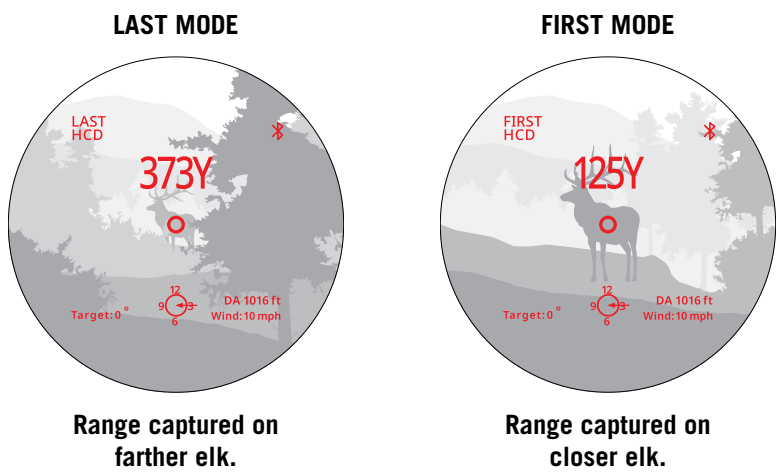 LAST MODE
LAST
HCD
373Y
12
9 3
6
Target:0°
DA 1016 ft
Wind:10 mph
Range captured on
farther elk.
FIRST MODE
FIRST
HCD
125Y
12
9 3
6
Target:0°
DA 1016 ft
Wind:10 mph
Range captured on
closer elk.